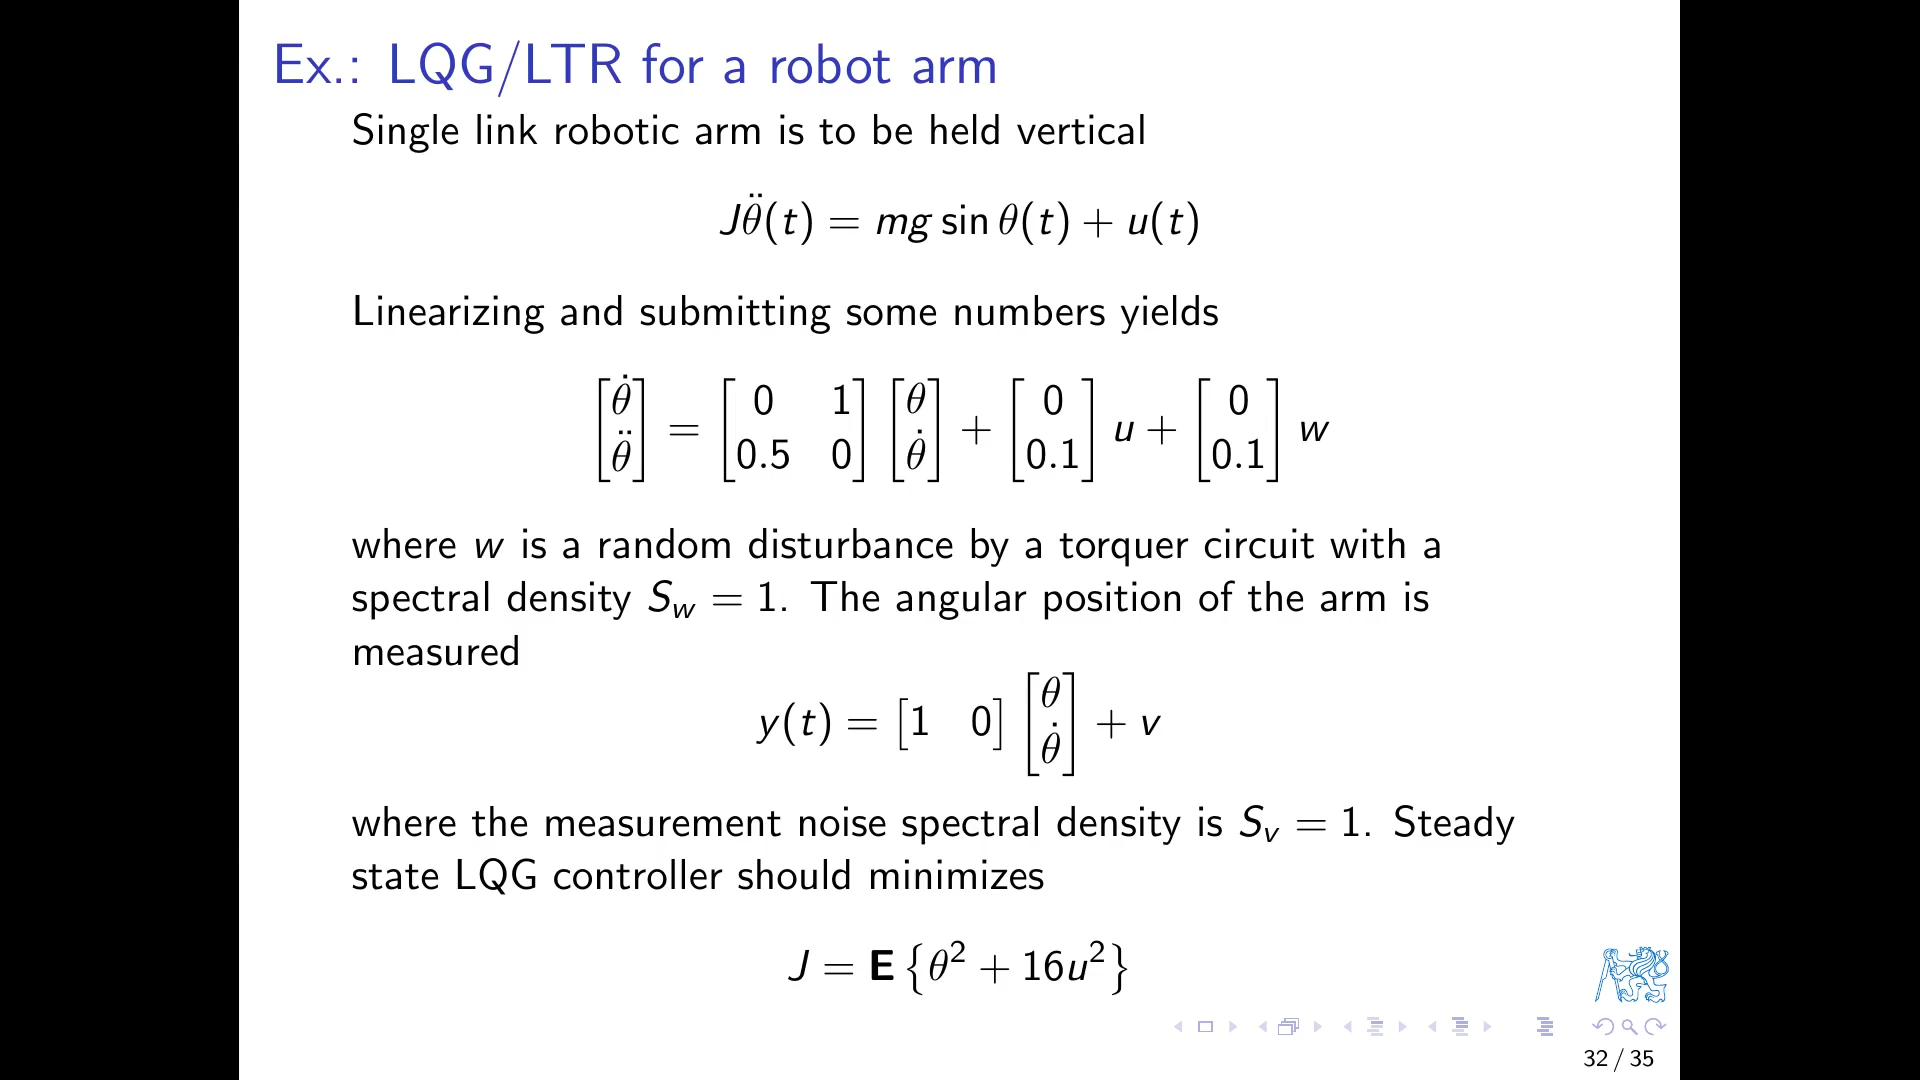 Ex.: LQG/LTR for a robot arm
Single link robotic arm is to be held vertical
Jθ̈(t) = mg sin θ(t) + u(t)
Linearizing and submitting some numbers yields
[θ̇; θ̈] = [0 1; 0.5 0] [θ; θ̇] + [0; 0.1] u + [0; 0.1] w
where w is a random disturbance by a torquer circuit with a
spectral density S_w = 1. The angular position of the arm is
measured
y(t) = [1 0] [θ; θ̇] + v
where the measurement noise spectral density is S_v = 1. Steady
state LQG controller should minimizes
J = E {θ² + 16u²}
32 / 35